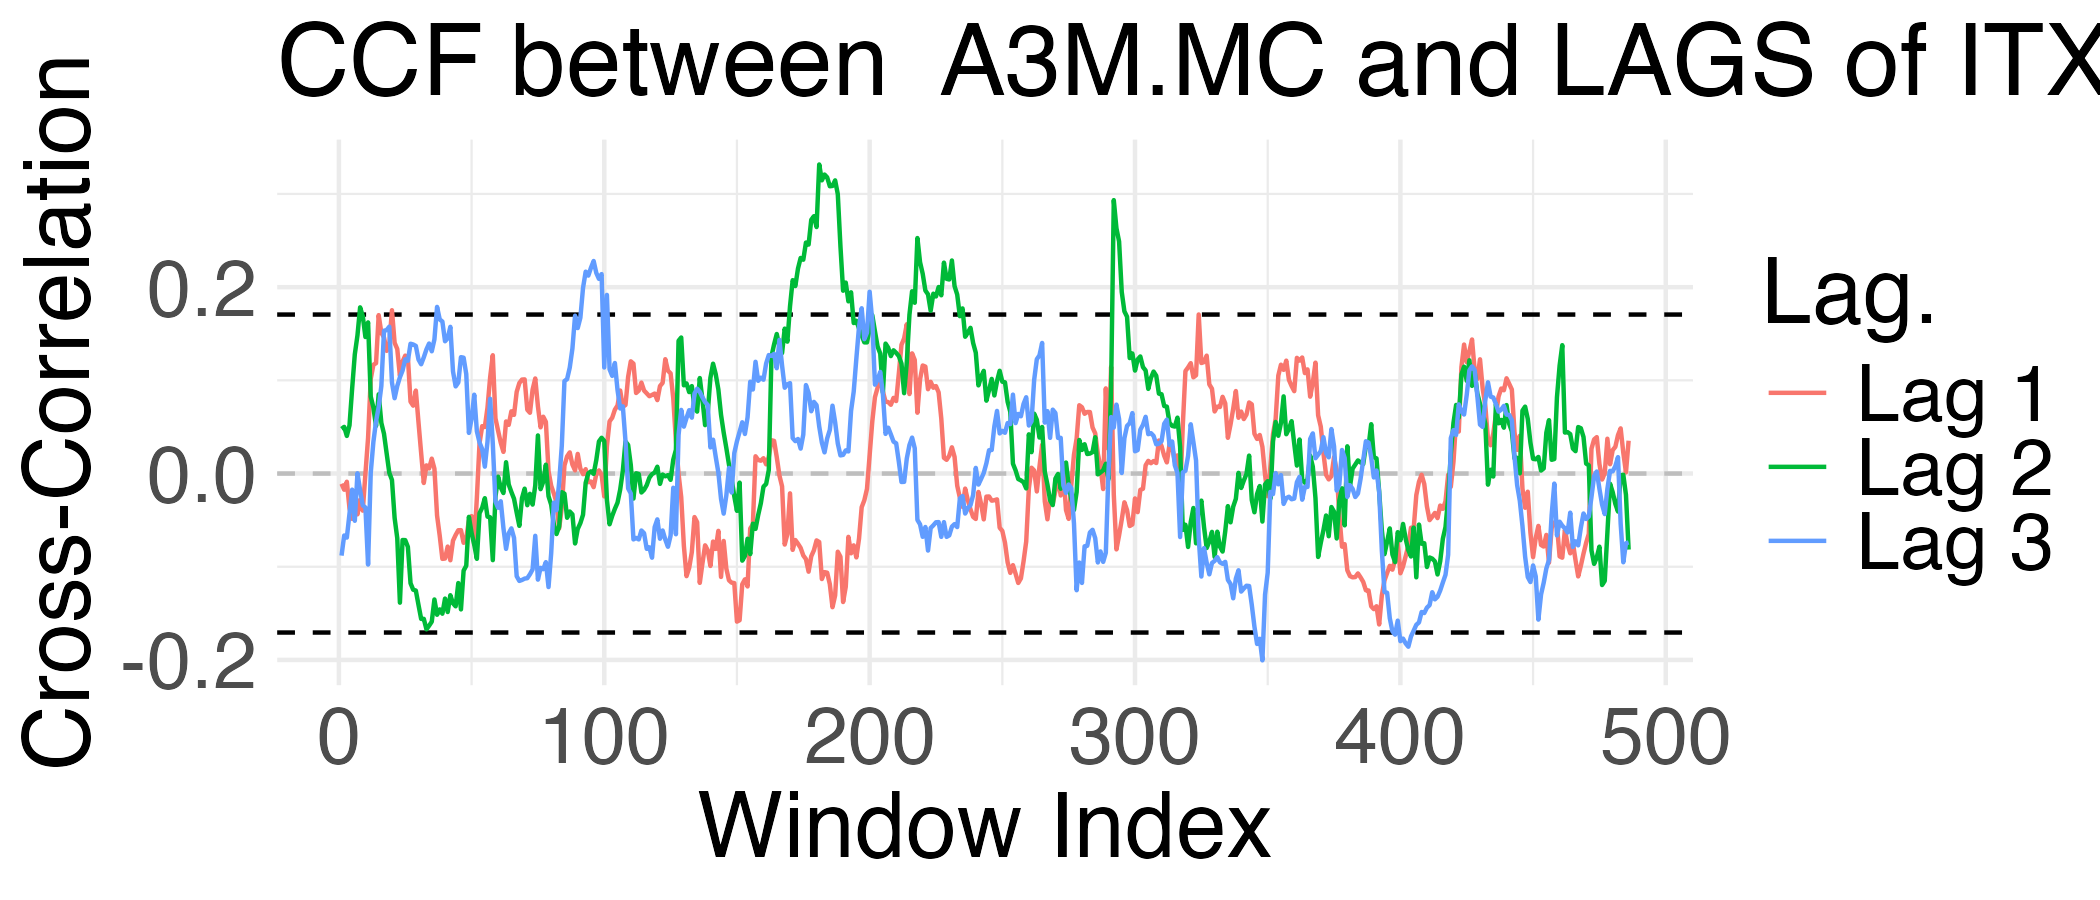 CCF between  A3M.MC and LAGS of ITX
Cross-Correlation
0.2
0.0
-0.2
0 100 200 300 400 500
Window Index
Lag.
Lag 1
Lag 2
Lag 3